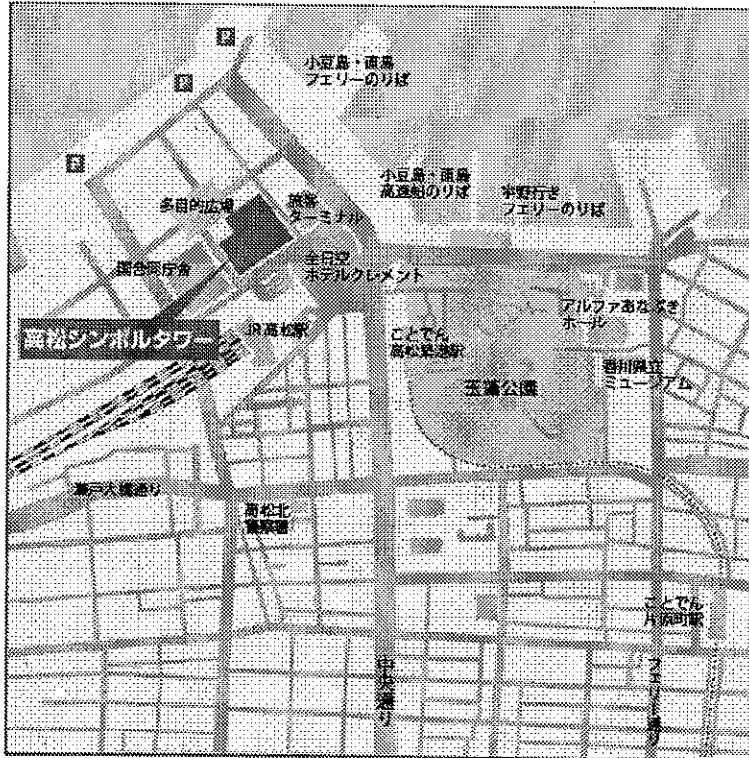 P
小豆島・直島
フェリーのりば
P
P
小豆島・直島
高速船のりば
宇野行き
フェリーのりば
多目的広場
旅客
ターミナル
国合同庁舎
全日空
ホテルクレメント
高松シンボルタワー
JR高松駅
ことでん
高松築港駅
アルファあなぶき
ホール
香川県立
ミュージアム
玉藻公園
瀬戸大橋通り
高松北
警察署
ことでん
片原町駅
中央通り
フェリー通り